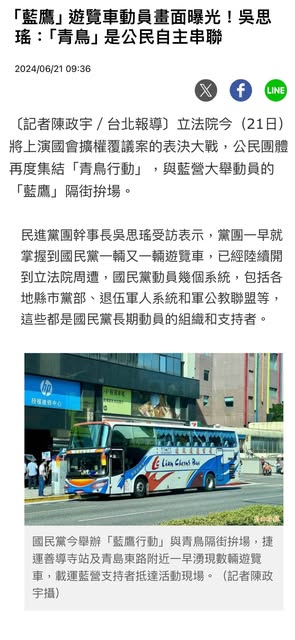 「藍鷹」遊覽車動員畫面曝光！吳思
瑤：「青鳥」是公民自主串聯
2024/06/21 09:36
LINE
〔記者陳政宇／台北報導〕立法院今（21日）
將上演國會擴權覆議案的表決大戰，公民團體
再度集結「青鳥行動」，與藍營大舉動員的
「藍鷹」隔街拚場。
民進黨團幹事長吳思瑤受訪表示，黨團一早就
掌握到國民黨一輛又一輛遊覽車，已經陸續開
到立法院周遭，國民黨動員幾個系統，包括各
地縣市黨部、退伍軍人系統和軍公教聯盟等，
這些都是國民黨長期動員的組織和支持者。
hp
Lian Cheng Bus
國民黨今舉辦「藍鷹行動」與青鳥隔街拚場，捷
運善導寺站及青島東路附近一早湧現數輛遊覽
車，載運藍營支持者抵達活動現場。（記者陳政
宇攝）